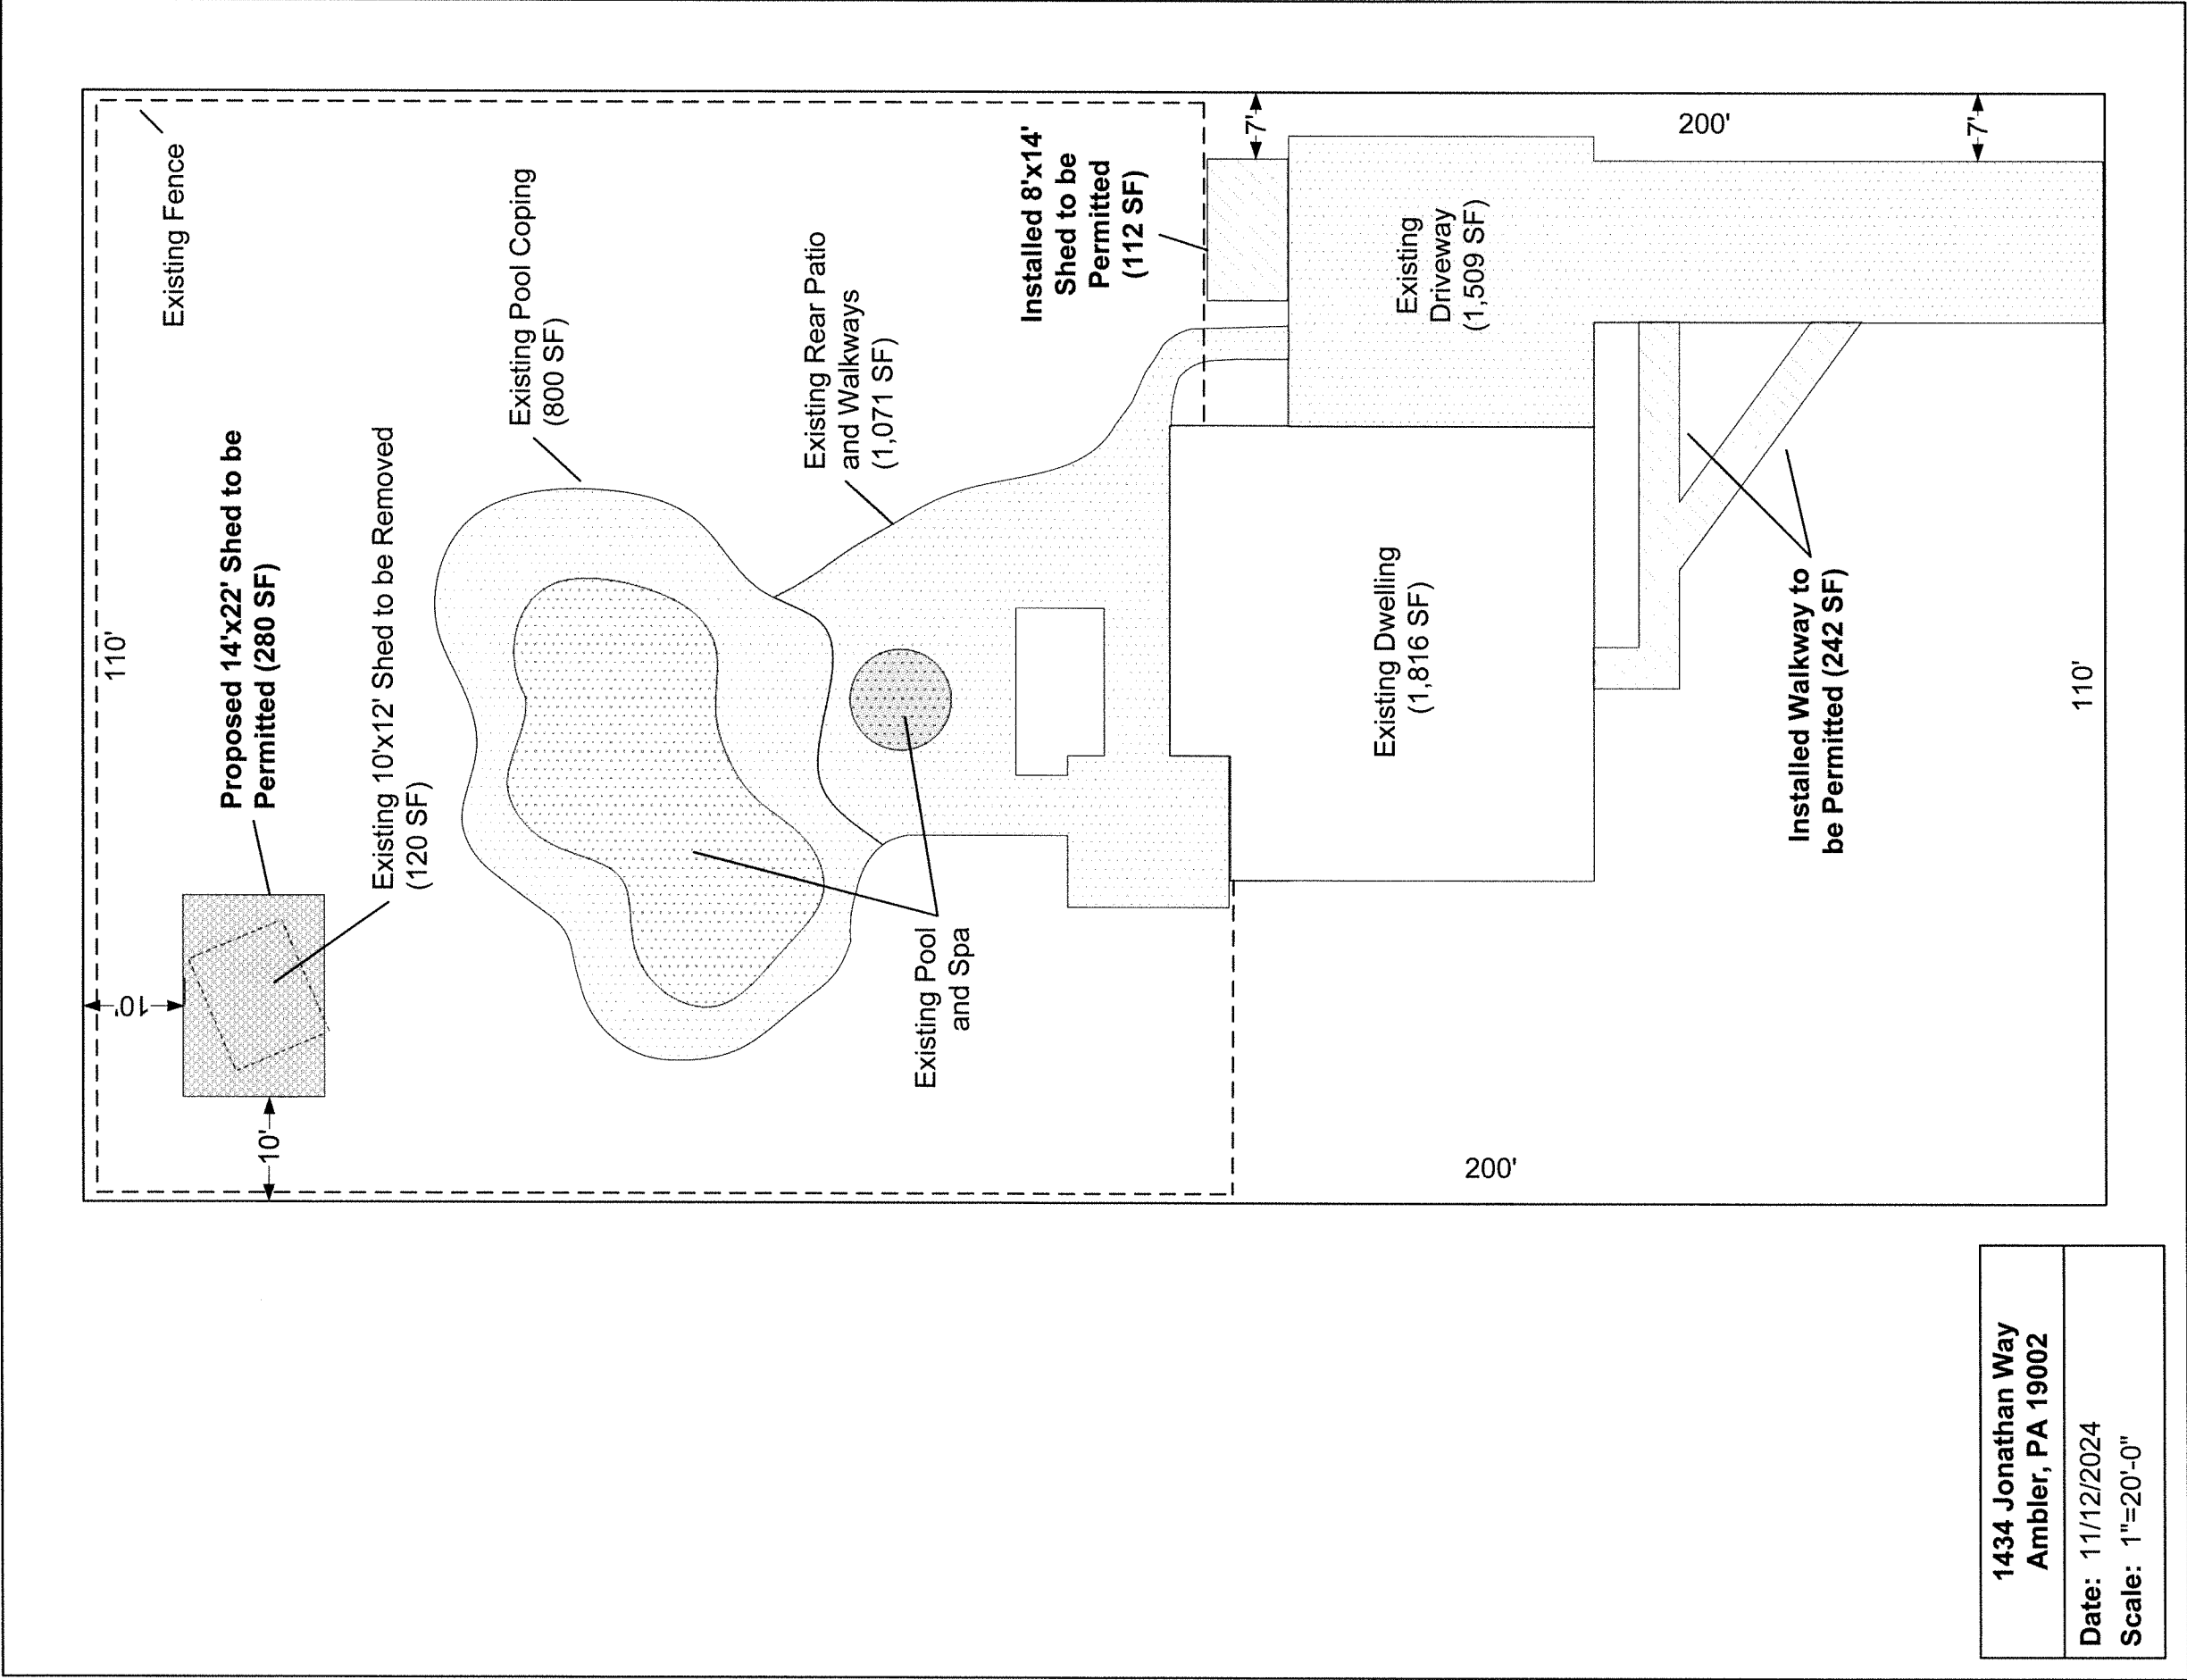 110'
Existing Fence
Proposed 14'x22' Shed to be
Permitted (280 SF)
Existing 10'x12' Shed to be Removed
(120 SF)
10'
10'
Existing Pool Coping
(800 SF)
Existing Rear Patio
and Walkways
(1,071 SF)
Existing Pool
and Spa
Installed 8'x14'
Shed to be
Permitted
(112 SF)
7'
200'
7'
Existing
Driveway
(1,509 SF)
Existing Dwelling
(1,816 SF)
Installed Walkway to
be Permitted (242 SF)
200'
110'
1434 Jonathan Way
Ambler, PA 19002
Date: 11/12/2024
Scale: 1"=20'-0"